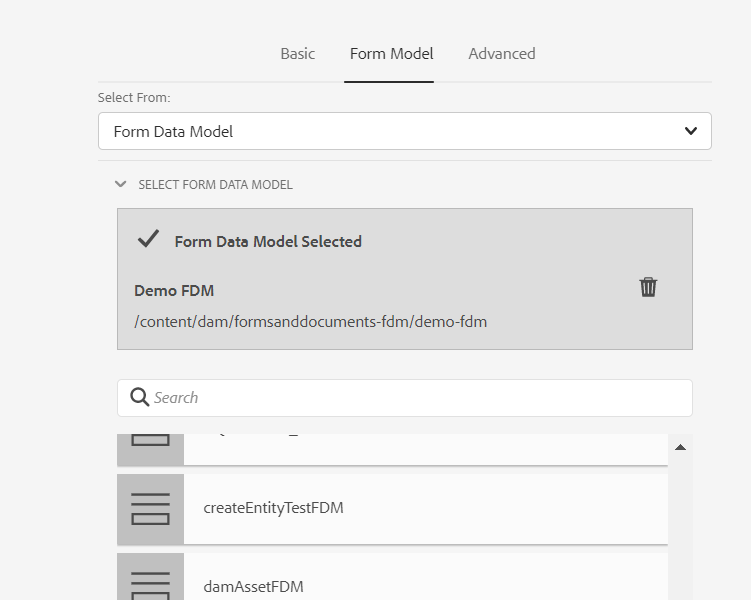 Basic Form Model Advanced
Select From:
Form Data Model
SELECT FORM DATA MODEL
Form Data Model Selected
Demo FDM
/content/dam/formsanddocuments-fdm/demo-fdm
Search
createEntityTestFDM
damAssetFDM